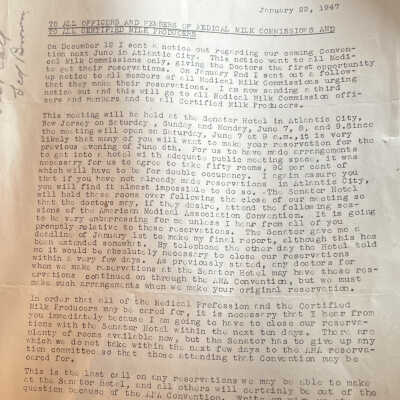 January 22, 1947
TO ALL OFFICERS AND MEMBERS OF MEDICAL MILK COMMISSIONS AND
TO ALL CERTIFIED MILK PRODUCERS
On December 12 I sent a notice out regarding our coming Conven-
tion next June in Atlantic City. This notice went to all Medi-
cal Milk Commissions only, giving the Doctors the first opportunity
to get their reservations. On January 2nd I sent out a follow-
up notice to all members of all Medical Milk Commissions urging
that they make their reservations. I am now sending a third
notice out and this will go to all Medical Milk Commission offi-
cers and members and to all Certified Milk Producers.
This meeting will be held at the Senator Hotel in Atlantic City,
New Jersey on Saturday, Sunday and Monday, June 7, 8, and 9. Since
the meeting will open on Saturday, June 7 at 9 a.m., it is very
likely that many of you will want to make your reservation for the
previous evening of June 6th. For us to have made arrangements
to get into a hotel with adequate public meeting space, it was
necessary for us to agree to take fifty rooms, 90 per cent of
which will have to be for double occupancy. I again assure you
that if you have not already made reservations in Atlantic City,
you will find it almost impossible to do so. The Senator Hotel
will hold these rooms over following the close of our meeting so
that the doctors may, if they desire, attend the following ses-
sions of the American Medical Association Convention. It is going
to be very embarrassing for me unless I hear from all of you
promptly relative to these reservations. The Senator gave me a
deadline of January 1st to make my final report, although this has
been extended somewhat. By telephone the other day the Hotel told
me it would be absolutely necessary to close our reservations
within a very few days. As previously stated, any doctors for
whom we make reservations at the Senator Hotel may have those res-
ervations continued on through the AMA Convention, but we must
make such arrangements when we make your original reservation.
In order that all of the Medical Profession and the Certified
Milk Producers may be cared for, it is necessary that I hear from
you immediately because I am going to have to close our reserva-
tions with the Senator Hotel within the next ten days. There are
plenty of rooms available now, but the Senator has to give up any
which we do not take within the next few days to the AMA reserva-
tion committee so that those attending that Convention may be
cared for.
This is the last call on any reservations we may be able to make
at the Senator Hotel, and all others will certainly be out of the
question because of the AMA Convention.